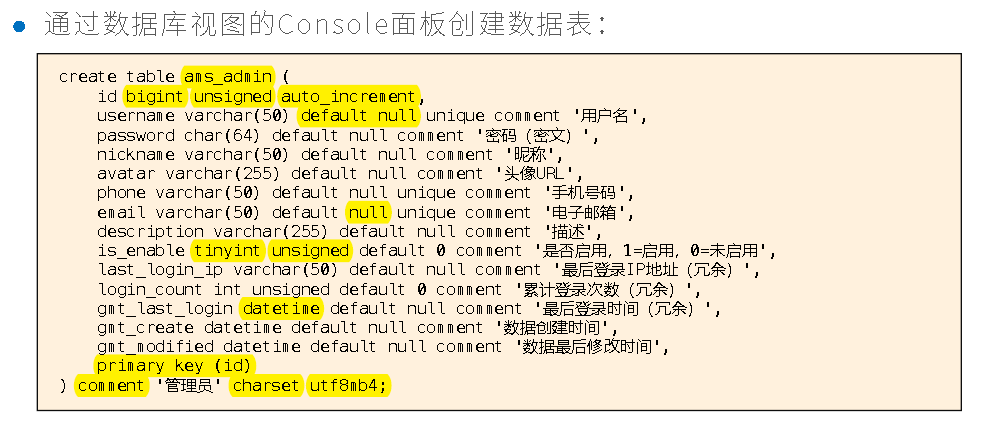 通过数据库视图的Console面板创建数据表:
create table ams_admin (
id bigint unsigned auto_increment,
username varchar(50) default null unique comment '用户名',
password char(64) default null comment '密码(密文)',
nickname varchar(50) default null comment '昵称',
avatar varchar(255) default null comment '头像URL',
phone varchar(50) default null unique comment '手机号码',
email varchar(50) default null unique comment '电子邮箱',
description varchar(255) default null comment '描述',
is_enable tinyint unsigned default 0 comment '是否启用，1=启用，0=未启用',
last_login_ip varchar(50) default null comment '最后登录IP地址(冗余)',
login_count int unsigned default 0 comment '累计登录次数(冗余)',
gmt_last_login datetime default null comment '最后登录时间(冗余)',
gmt_create datetime default null comment '数据创建时间',
gmt_modified datetime default null comment '数据最后修改时间',
primary key (id)
) comment '管理员' charset utf8mb4;